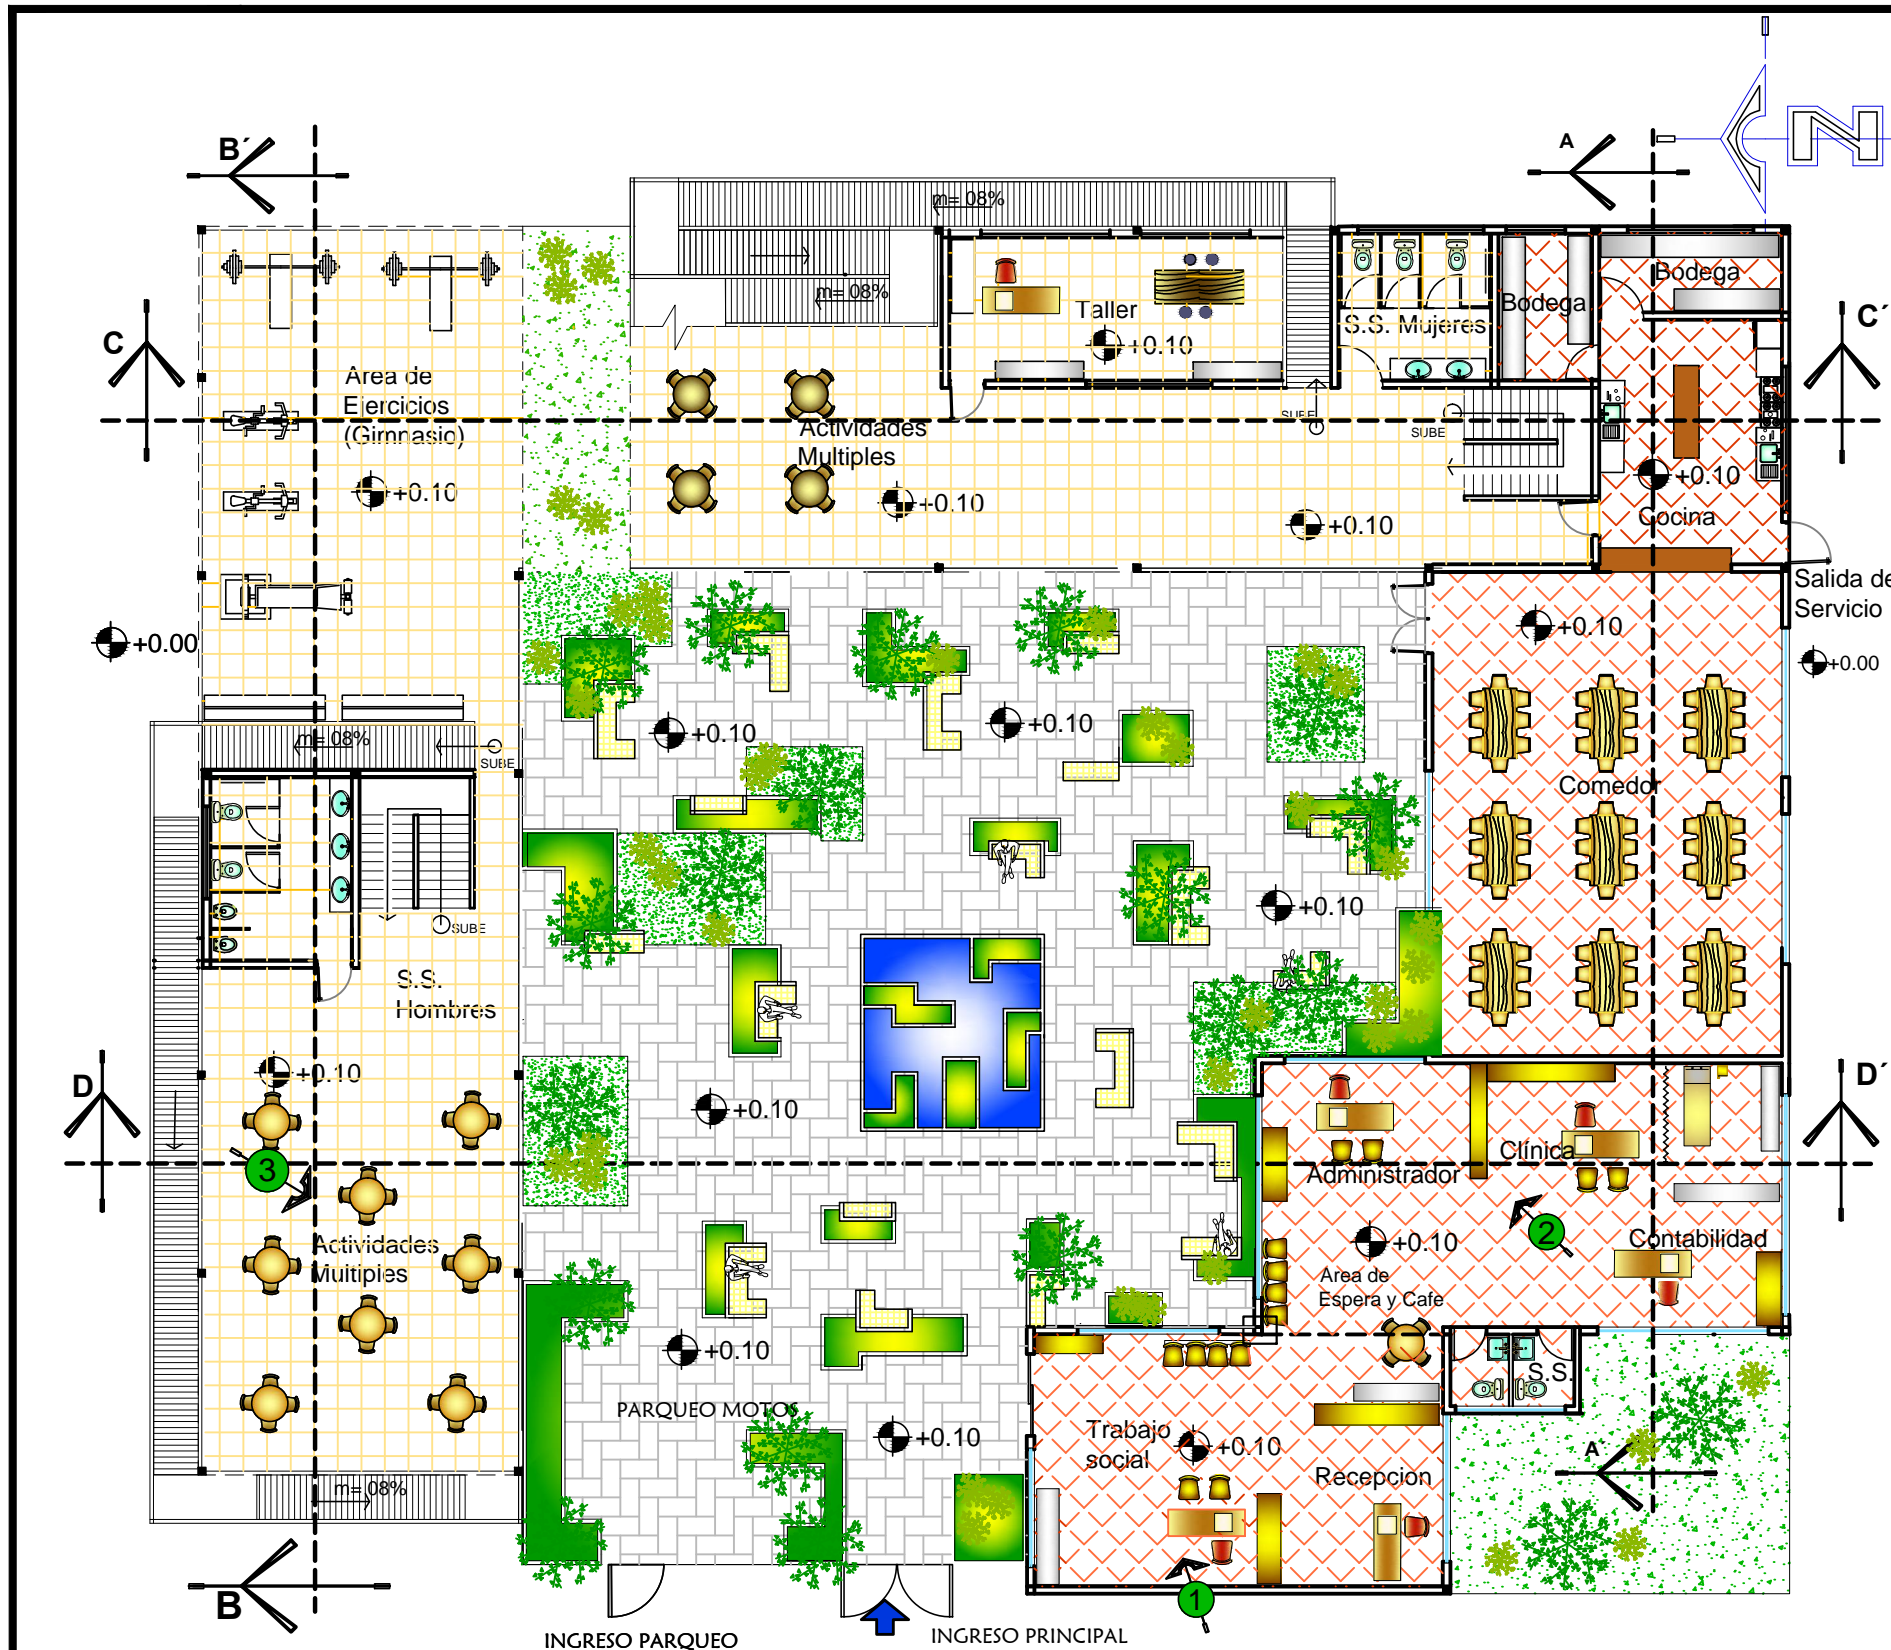 B´
A
N
m= 08%
m= 08%
Bodega
Bodega
Taller
S.S. Mujeres
+0.10
C
C´
Area de
Ejercicios
(Gimnasio)
+0.10
SUBE
SUBE
Actividades
Multiples
+0.10
+0.10
+0.10
Cocina
Salida de
Servicio
+0.00
+0.00
+0.10
+0.10
+0.10
m= 08%
SUBE
Comedor
+0.10
SUBE
S.S.
Hombres
+0.10
D
D´
+0.10
3
Administrador
Clínica
2
Contabilidad
+0.10
Actividades
Multiples
Area de
Espera y Cafe
+0.10
S.S.
PARQUEO MOTOS
+0.10
Trabajo
social
+0.10
Recepcion
A
m= 08%
B
1
INGRESO PARQUEO
INGRESO PRINCIPAL